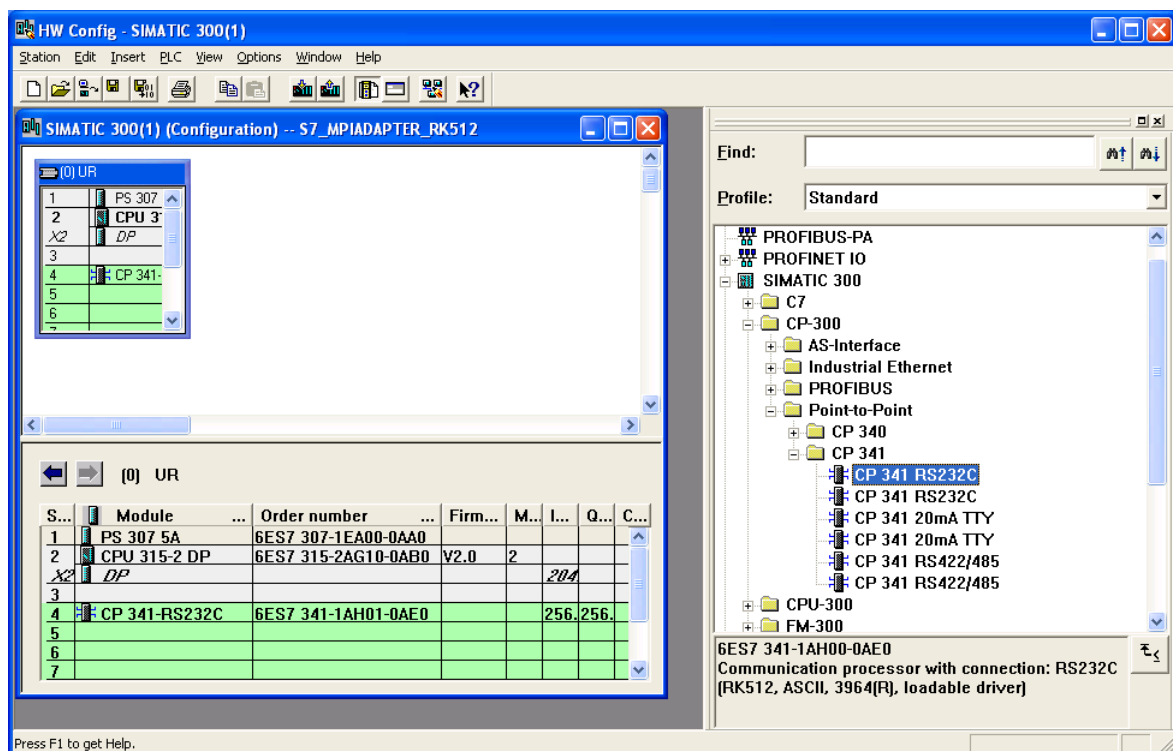 HW Config - SIMATIC 300(1)
Station Edit Insert PLC View Options Window Help
SIMATIC 300(1) (Configuration) -- S7_MPIADAPTER_RK512
(0) UR
1 PS 307
2 CPU 3
X2 DP
3
4 CP 341-
5
6
7
(0) UR
S... Module ... Order number ... Firm... M... I... Q... C...
1 PS 307 5A 6ES7 307-1EA00-0AA0
2 CPU 315-2 DP 6ES7 315-2AG10-0AB0 V2.0 2
X2 DP 204
3
4 CP 341-RS232C 6ES7 341-1AH01-0AE0 256. 256.
5
6
7
Find:
Profile: Standard
PROFIBUS-PA
PROFINET IO
SIMATIC 300
C7
CP-300
AS-Interface
Industrial Ethernet
PROFIBUS
Point-to-Point
CP 340
CP 341
CP 341 RS232C
CP 341 RS232C
CP 341 20mA TTY
CP 341 20mA TTY
CP 341 RS422/485
CP 341 RS422/485
CPU-300
FM-300
6ES7 341-1AH00-0AE0
Communication processor with connection: RS232C
(RK512, ASCII, 3964(R), loadable driver)
Press F1 to get Help.